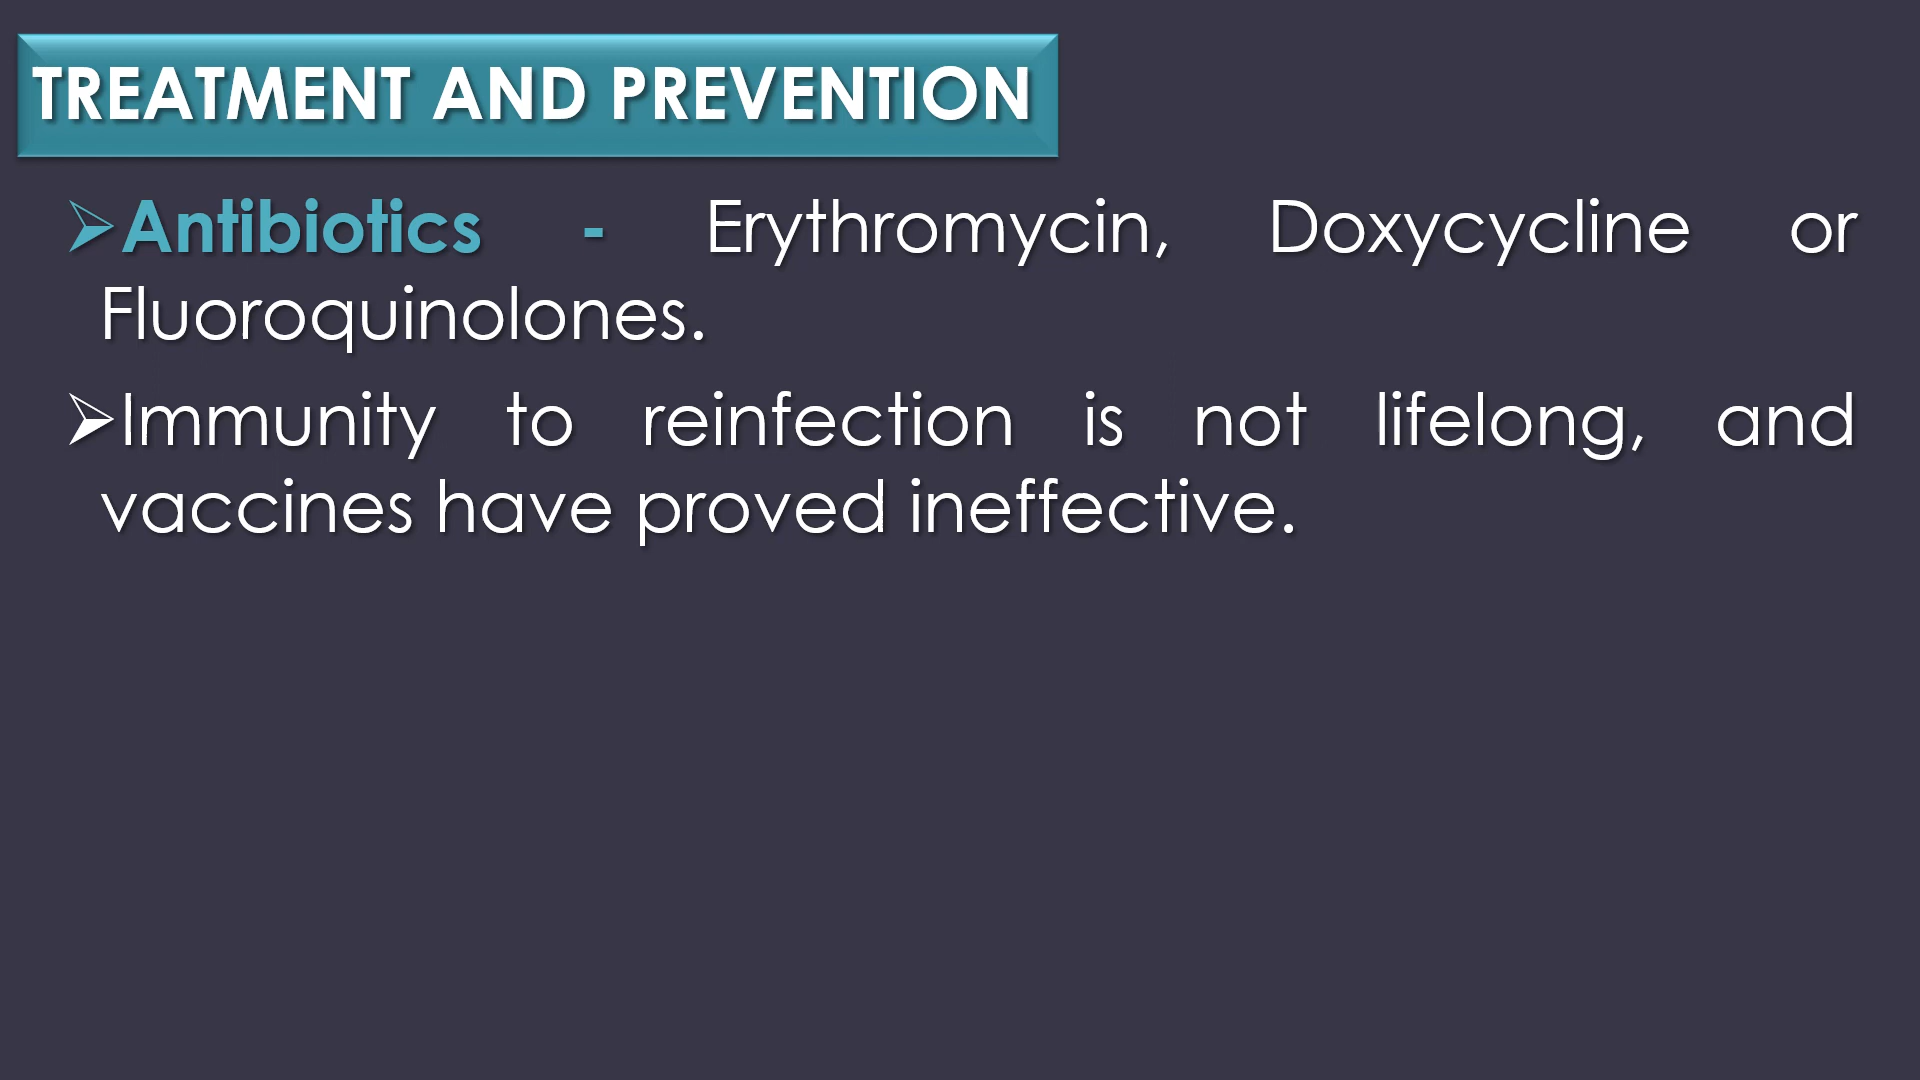 TREATMENT AND PREVENTION
➢Antibiotics - Erythromycin, Doxycycline or
Fluoroquinolones.
➢Immunity to reinfection is not lifelong, and
vaccines have proved ineffective.